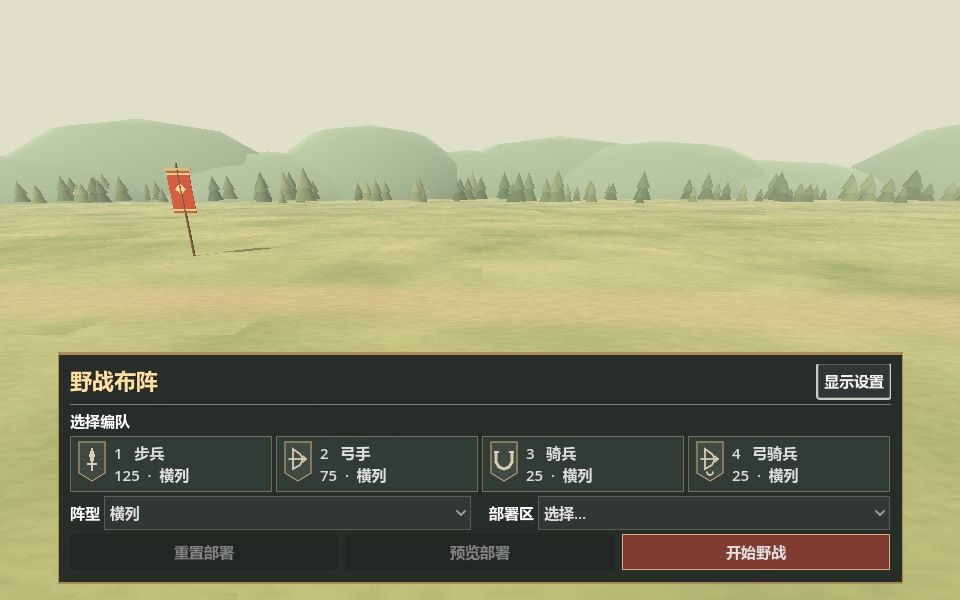 野战布阵
显示设置
选择编队
1 步兵
125 · 横列
2 弓手
75 · 横列
3 骑兵
25 · 横列
4 弓骑兵
25 · 横列
阵型 横列
部署区 选择...
重置部署
预览部署
开始野战